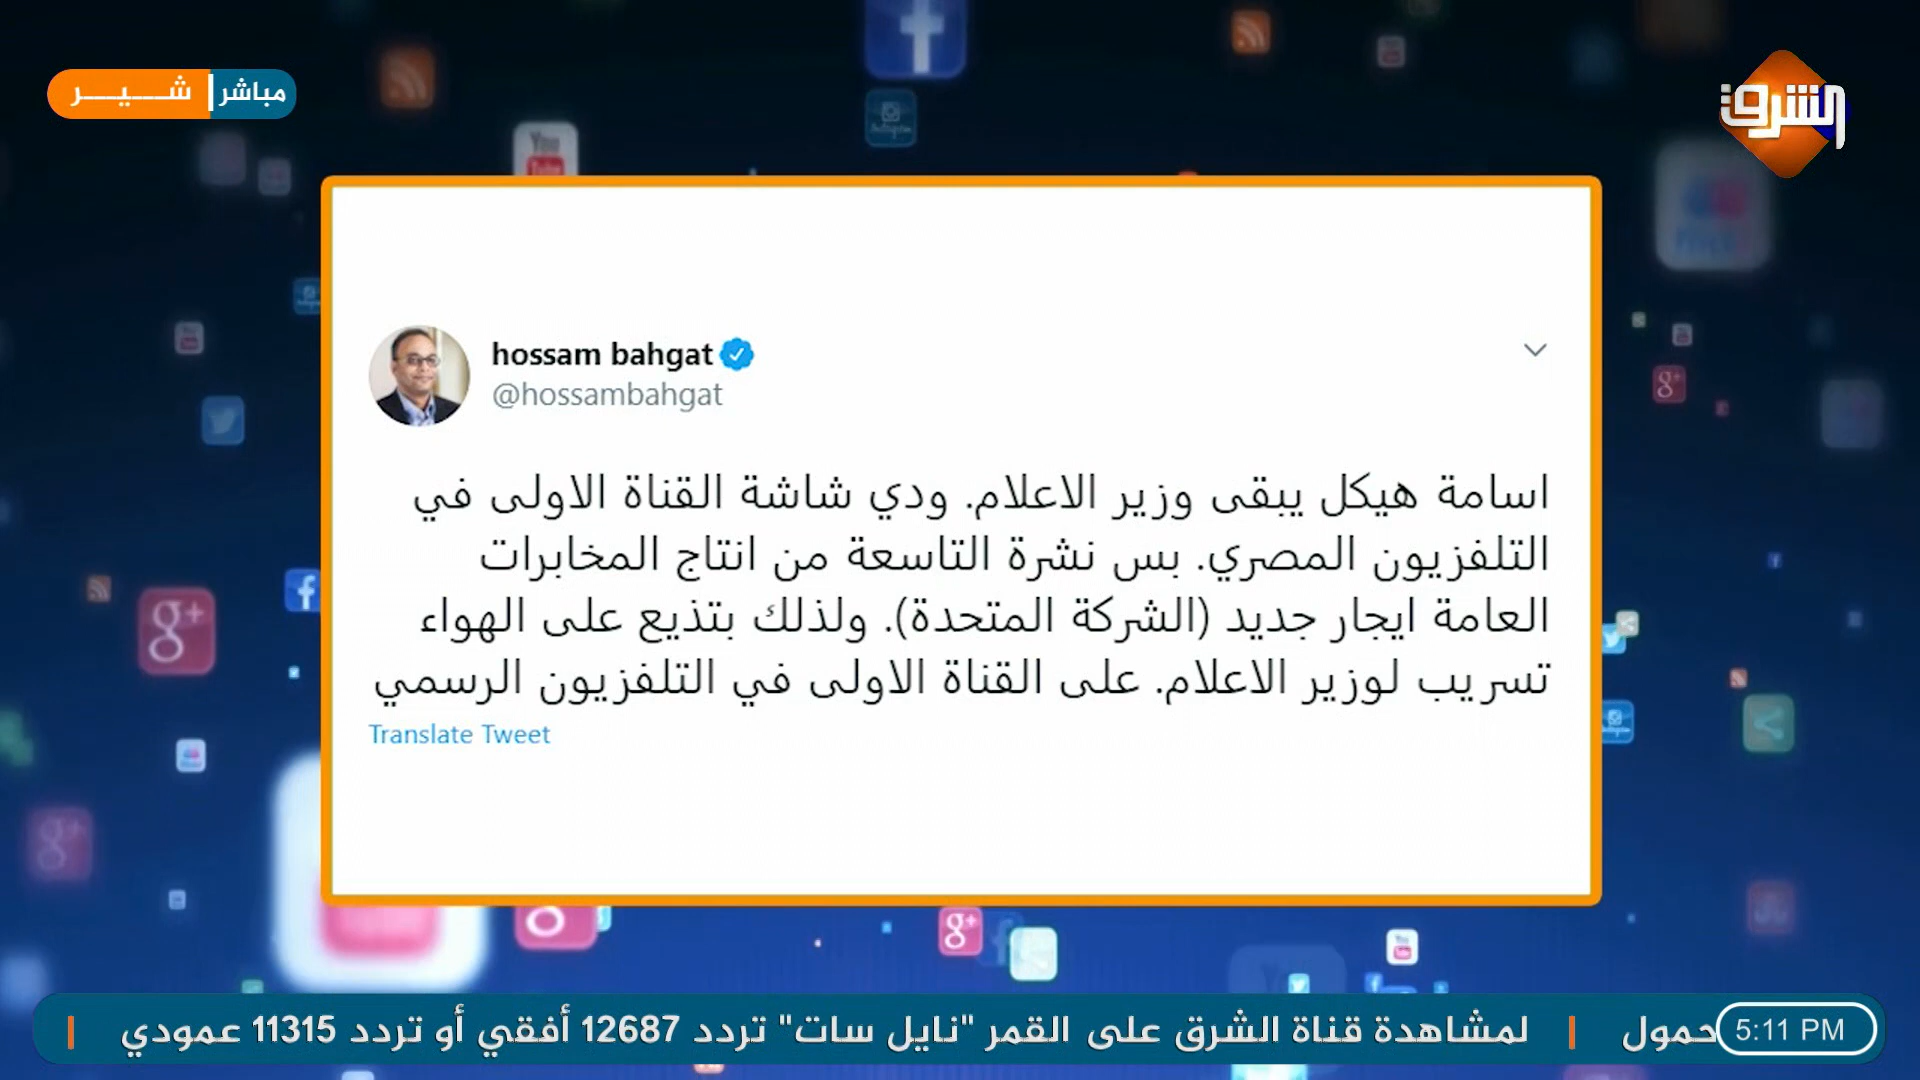 مباشر
شيـر
الشرق
hossam bahgat
@hossambahgat
اسامة هيكل يبقى وزير الاعلام. ودي شاشة القناة الاولى في
التلفزيون المصري. بس نشرة التاسعة من انتاج المخابرات
العامة ايجار جديد (الشركة المتحدة). ولذلك بتذيع على الهواء
تسريب لوزير الاعلام. على القناة الاولى في التلفزيون الرسمي
Translate Tweet
5:11 PM
حمول | لمشاهدة قناة الشرق على القمر "نايل سات" تردد 12687 أفقي أو تردد 11315 عمودي |